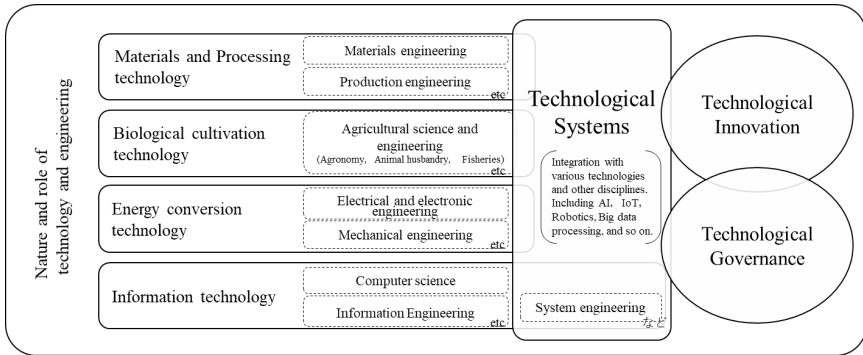 Nature and role of
technology and engineering
Materials and Processing
technology
Materials engineering
Production engineering
etc
Biological cultivation
technology
Agricultural science and
engineering
(Agronomy, Animal husbandry, Fisheries)
etc
Energy conversion
technology
Electrical and electronic
engineering
Mechanical engineering
etc
Information technology
Computer science
Information Engineering
etc
Technological
Systems
Integration with
various technologies
and other disciplines.
Including AI, IoT,
Robotics, Big data
processing, and so on.
System engineering
など
Technological
Innovation
Technological
Governance